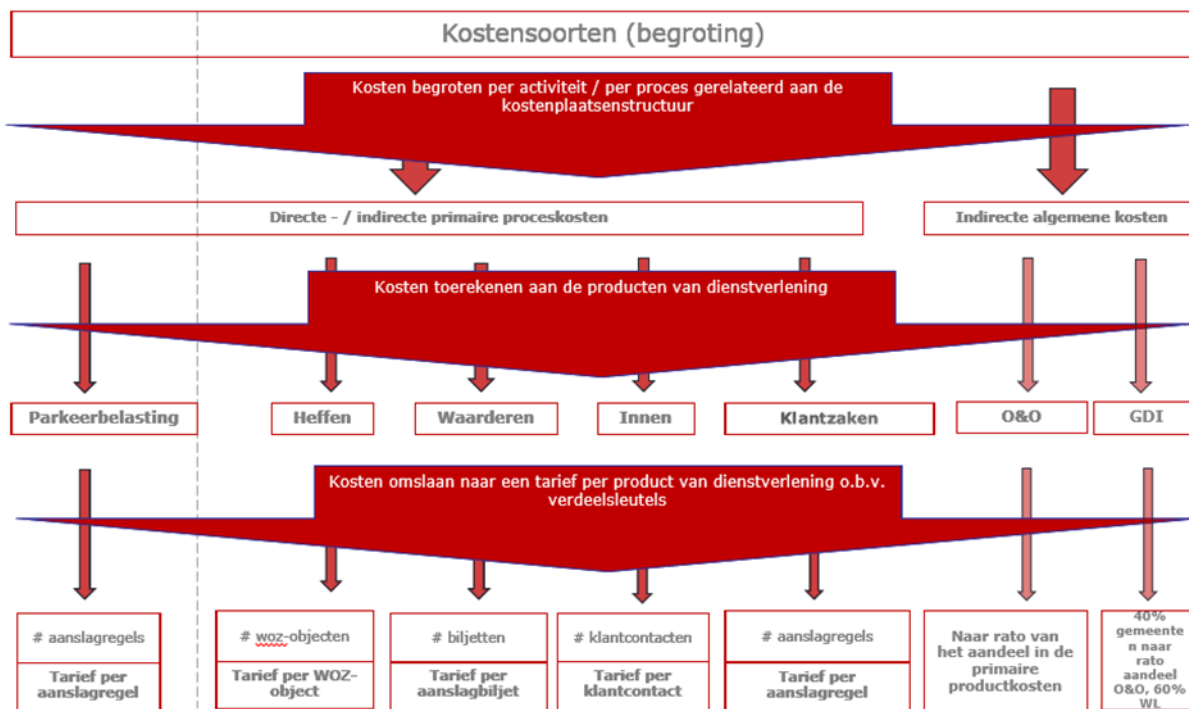 Kostensoorten (begroting)
Kosten begroten per activiteit / per proces gerelateerd aan de
kostenplaatsenstructuur
Directe - / indirecte primaire proceskosten
Indirecte algemene kosten
Kosten toerekenen aan de producten van dienstverlening
Parkeerbelasting
Heffen
Waarderen
Innen
Klantzaken
O&O
GDI
Kosten omslaan naar een tarief per product van dienstverlening o.b.v.
verdeelsleutels
# aanslagregels
Tarief per
aanslagregel
# woz-objecten
Tarief per WOZ-
object
# biljetten
Tarief per
aanslagbiljet
# klantcontacten
Tarief per
klantcontact
# aanslagregels
Tarief per
aanslagregel
Naar rato van
het aandeel in de
primaire
productkosten
40%
gemeente
n naar
rato
aandeel
O&O, 60%
WL